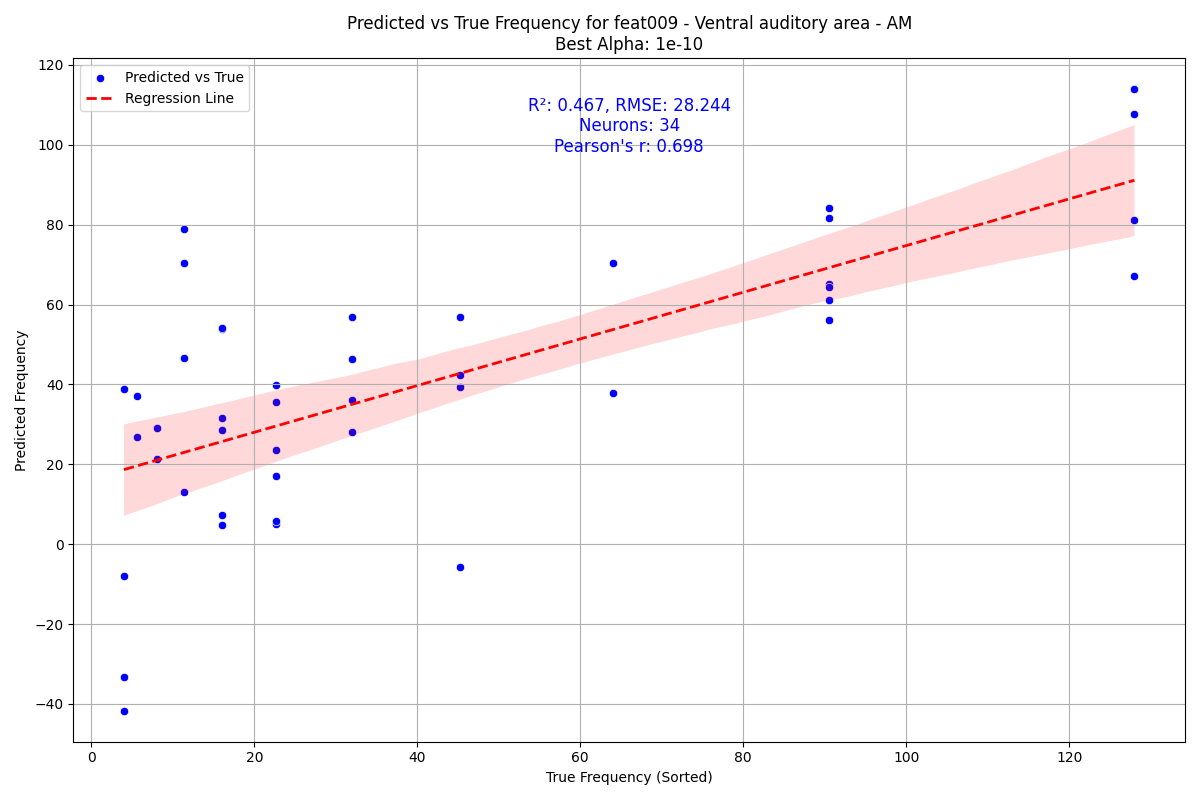 Predicted vs True Frequency for feat009 - Ventral auditory area - AM
Best Alpha: 1e-10
Predicted vs True
Regression Line
R²: 0.467, RMSE: 28.244
Neurons: 34
Pearson's r: 0.698
120
100
80
60
40
20
0
−20
−40
Predicted Frequency
0 20 40 60 80 100 120
True Frequency (Sorted)